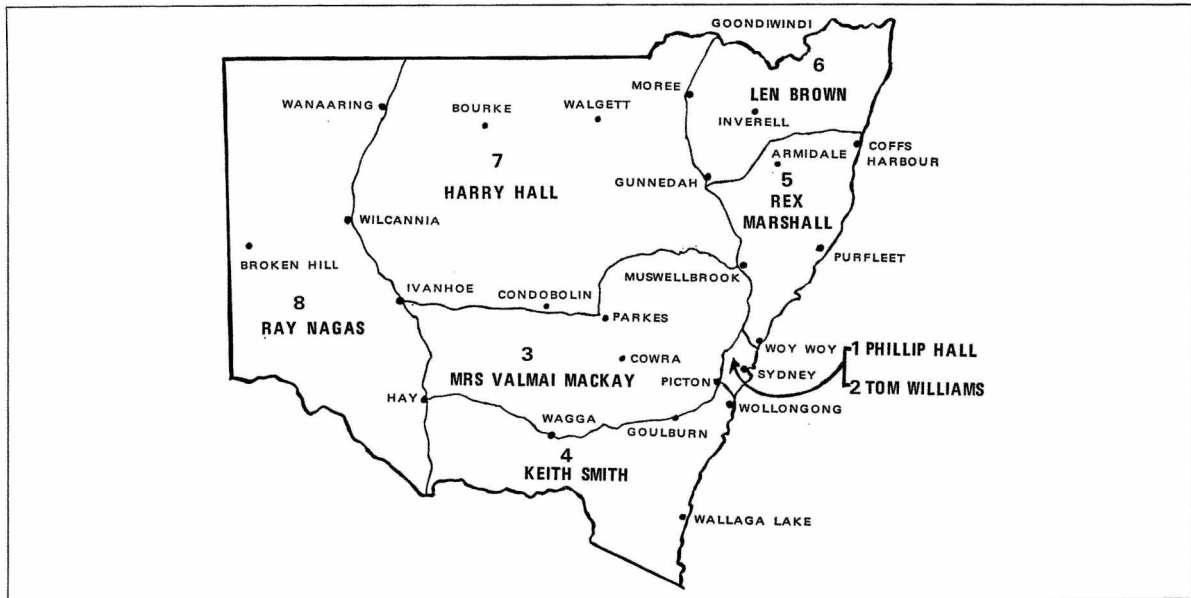 GOONDIWINDI
6
LEN BROWN
MOREE
WANAARING
BOURKE
WALGETT
INVERELL
7
HARRY HALL
ARMIDALE
COFFS
HARBOUR
GUNNEDAH
5
REX
MARSHALL
WILCANNIA
BROKEN HILL
PURFLEET
MUSWELLBROOK
IVANHOE
CONDOBOLIN
8
RAY NAGAS
PARKES
3
MRS VALMAI MACKAY
COWRA
WOY WOY
1 PHILLIP HALL
SYDNEY
PICTON
2 TOM WILLIAMS
HAY
WAGGA
GOULBURN
WOLLONGONG
4
KEITH SMITH
WALLAGA LAKE